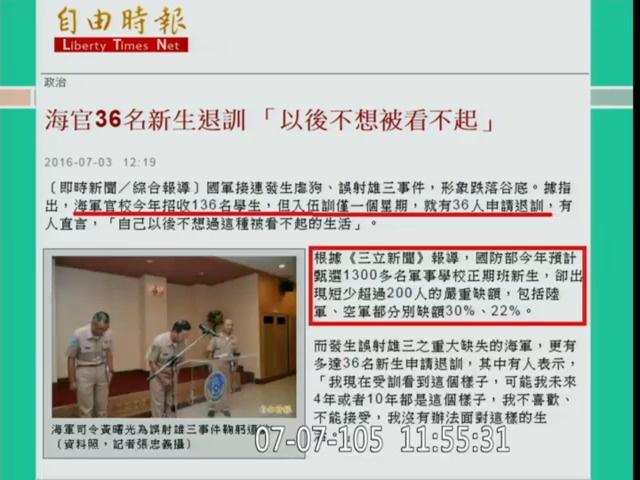 自由時報
Liberty Times Net
政治
海官36名新生退訓 「以後不想被看不起」
2016-07-03 12:19
〔即時新聞／綜合報導〕國軍接連發生虐狗、誤射雄三事件，形象跌落谷底。據指
出，海軍官校今年招收136名學生，但入伍訓僅一個星期，就有36人申請退訓，有
人直言，「自己以後不想過這種被看不起的生活」。
根據《三立新聞》報導，國防部今年預計
甄選1300多名軍事學校正期班新生，卻出
現短少超過200人的嚴重缺額，包括陸
軍、空軍都分別缺額30%、22%。
而發生誤射雄三之重大缺失的海軍，更有
多達36名新生申請退訓，其中有人表示，
「我現在受訓看到這個樣子，可能我未來
4年或者10年都是這個樣子，我不喜歡、
不能接受，我沒有辦法面對這樣的生
自由時報
海軍司令黃曙光為誤射雄三事件鞠躬道
（資料照，記者張忠義攝）
07-07-105 11:55:31